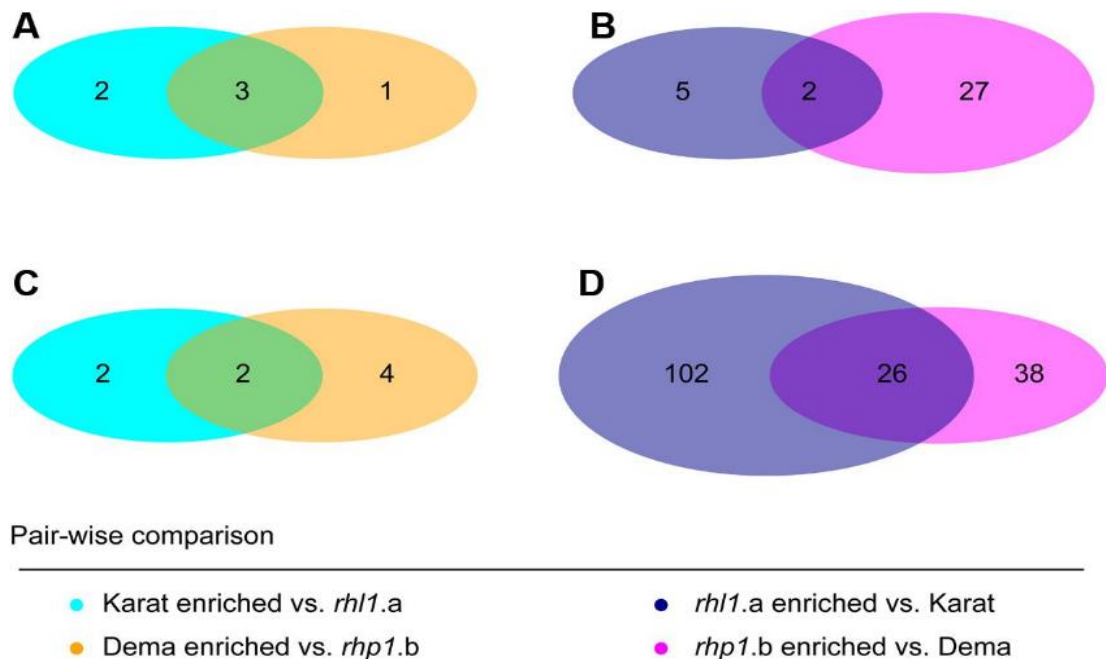 A
B
2 3 1
5 2 27
C
D
2 2 4
102 26 38
Pair-wise comparison
Karat enriched vs. rhl1.a
rhl1.a enriched vs. Karat
Dema enriched vs. rhp1.b
rhp1.b enriched vs. Dema